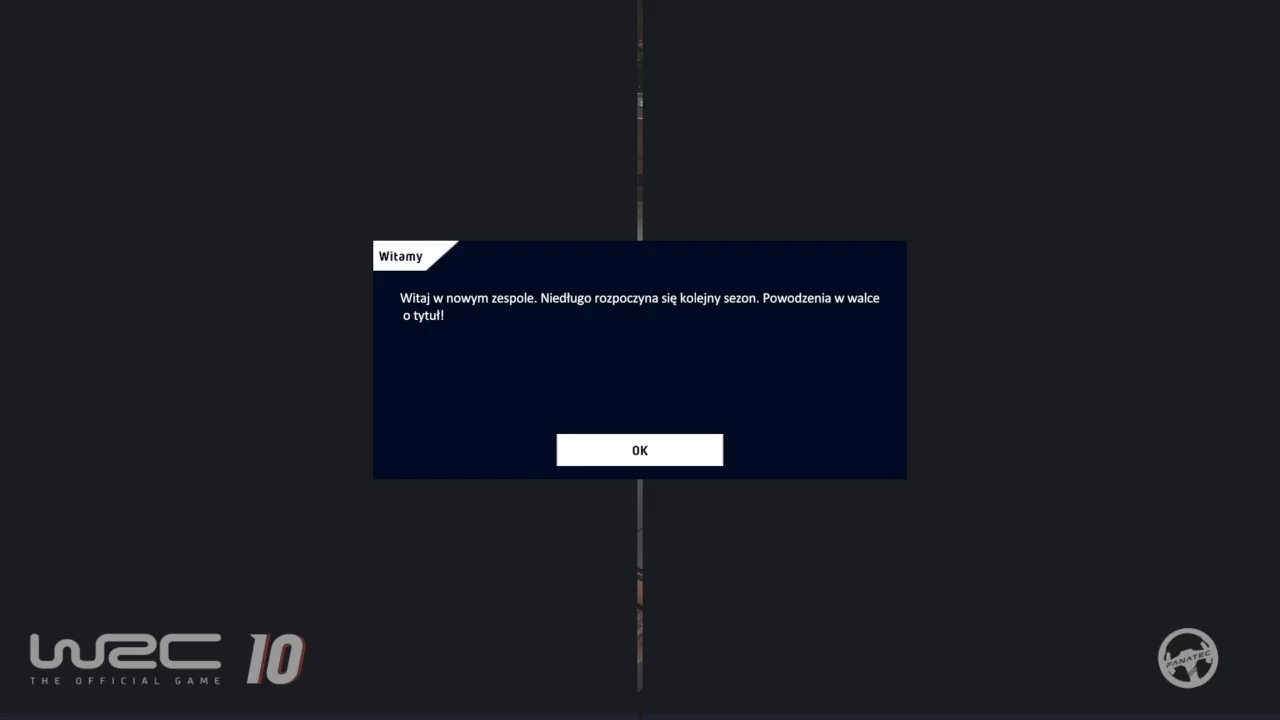 Witamy
Witaj w nowym zespole. Niedługo rozpoczyna się kolejny sezon. Powodzenia w walce
o tytuł!
OK
WRC 10
THE OFFICIAL GAME
FANATEC